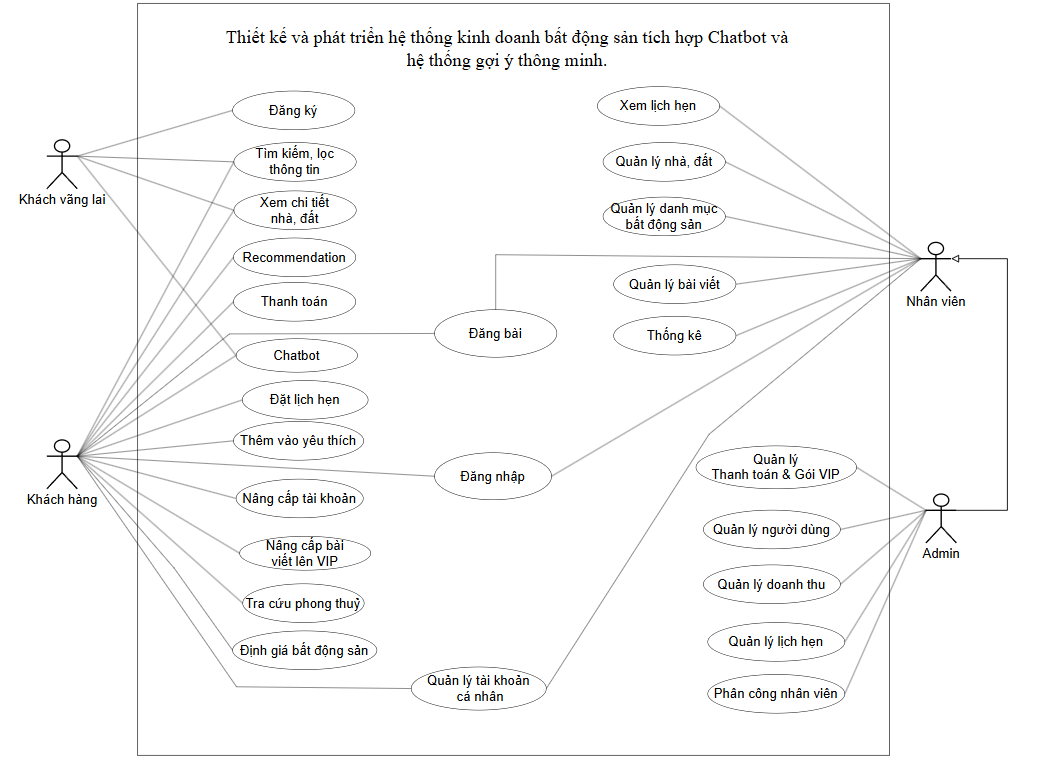 Thiết kế và phát triển hệ thống kinh doanh bất động sản tích hợp Chatbot và
hệ thống gợi ý thông minh.
Khách vãng lai
Khách hàng
Đăng ký
Tìm kiếm, lọc
thông tin
Xem chi tiết
nhà, đất
Recommendation
Thanh toán
Chatbot
Đặt lịch hẹn
Thêm vào yêu thích
Nâng cấp tài khoản
Nâng cấp bài
viết lên VIP
Tra cứu phong thuỷ
Định giá bất động sản
Đăng bài
Đăng nhập
Quản lý tài khoản
cá nhân
Xem lịch hẹn
Quản lý nhà, đất
Quản lý danh mục
bất động sản
Quản lý bài viết
Thống kê
Quản lý
Thanh toán & Gói VIP
Quản lý người dùng
Quản lý doanh thu
Quản lý lịch hẹn
Phân công nhân viên
Nhân viên
Admin